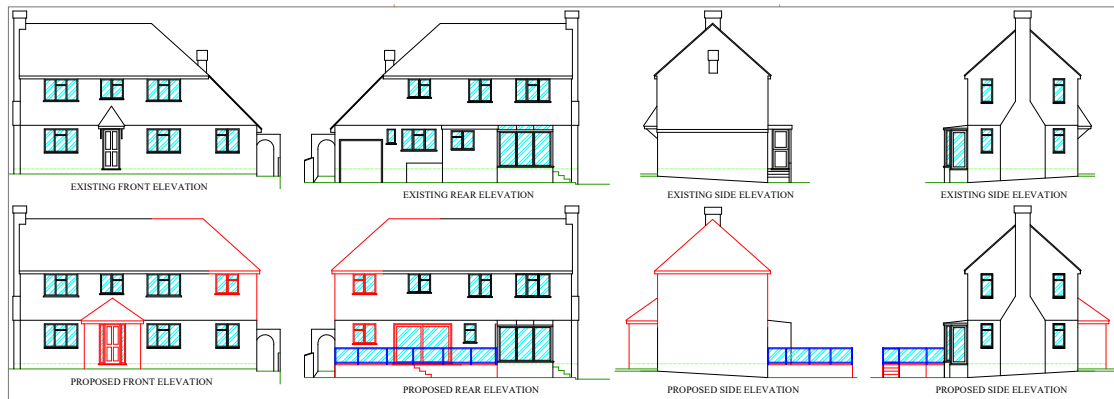 EXISTING FRONT ELEVATION
EXISTING REAR ELEVATION
EXISTING SIDE ELEVATION
EXISTING SIDE ELEVATION
PROPOSED FRONT ELEVATION
PROPOSED REAR ELEVATION
PROPOSED SIDE ELEVATION
PROPOSED SIDE ELEVATION